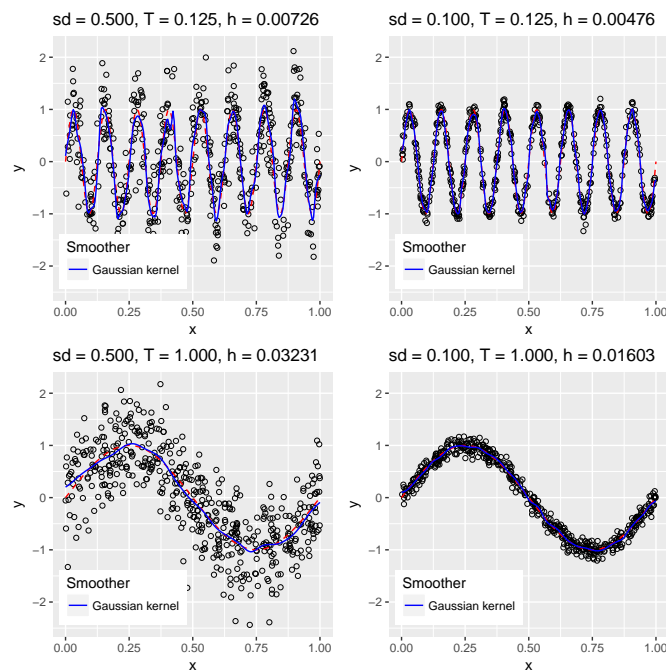 sd = 0.500, T = 0.125, h = 0.00726
2
1
0
−1
−2
y
Smoother
Gaussian kernel
0.00 0.25 0.50 0.75 1.00
x
sd = 0.100, T = 0.125, h = 0.00476
2
1
0
−1
−2
y
Smoother
Gaussian kernel
0.00 0.25 0.50 0.75 1.00
x
sd = 0.500, T = 1.000, h = 0.03231
2
1
0
−1
−2
y
Smoother
Gaussian kernel
0.00 0.25 0.50 0.75 1.00
x
sd = 0.100, T = 1.000, h = 0.01603
2
1
0
−1
−2
y
Smoother
Gaussian kernel
0.00 0.25 0.50 0.75 1.00
x